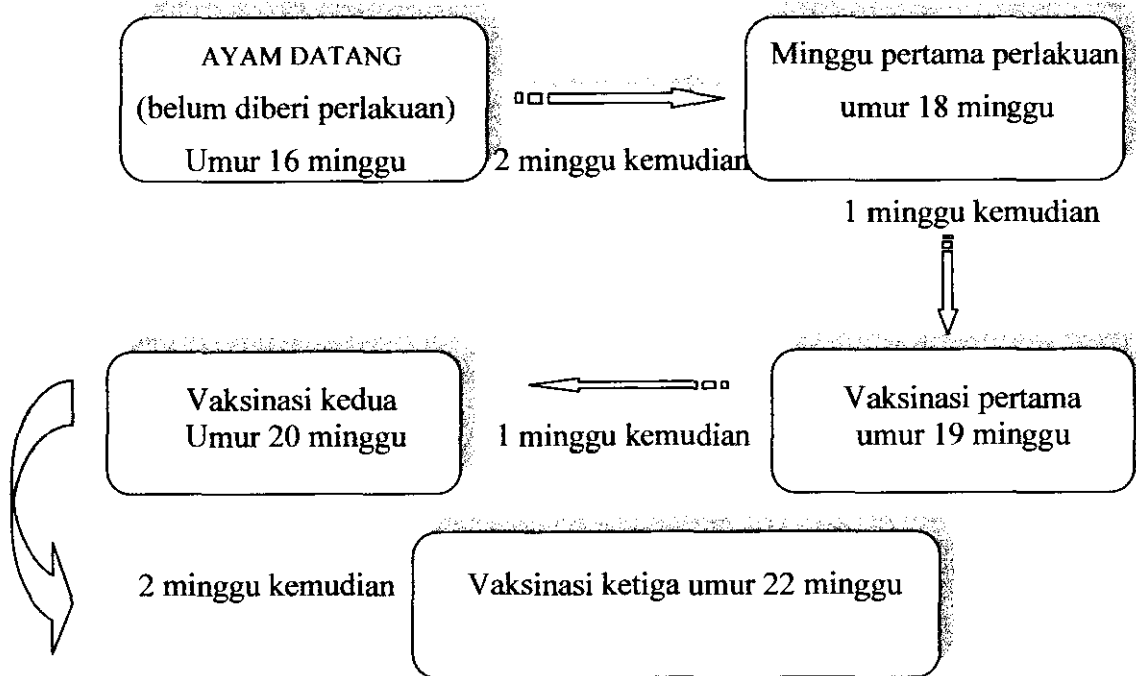 AYAM DATANG
(belum diberi perlakuan)
Umur 16 minggu
2 minggu kemudian
Minggu pertama perlakuan
umur 18 minggu
1 minggu kemudian
Vaksinasi pertama
umur 19 minggu
1 minggu kemudian
Vaksinasi kedua
Umur 20 minggu
2 minggu kemudian
Vaksinasi ketiga umur 22 minggu